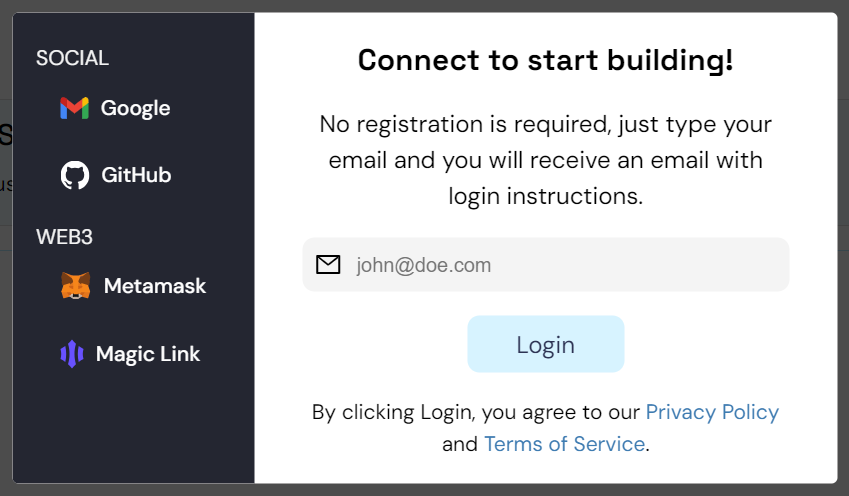 SOCIAL
Google
GitHub
WEB3
Metamask
Magic Link
Connect to start building!
No registration is required, just type your
email and you will receive an email with
login instructions.
john@doe.com
Login
By clicking Login, you agree to our Privacy Policy
and Terms of Service.